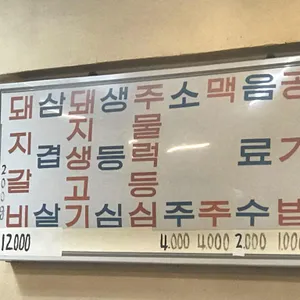 돼지갈비
200g
12.000
삼겹살
돼지생고기
생등심
주물럭등심
소주
4.000
맥주
4.000
음료수
2.000
공기밥